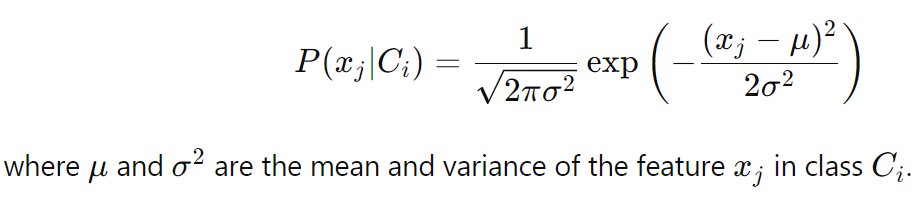 P(x_j|C_i) = \frac{1}{\sqrt{2\pi\sigma^2}} \exp\left(-\frac{(x_j - \mu)^2}{2\sigma^2}\right)
where μ and σ² are the mean and variance of the feature x_j in class C_i.